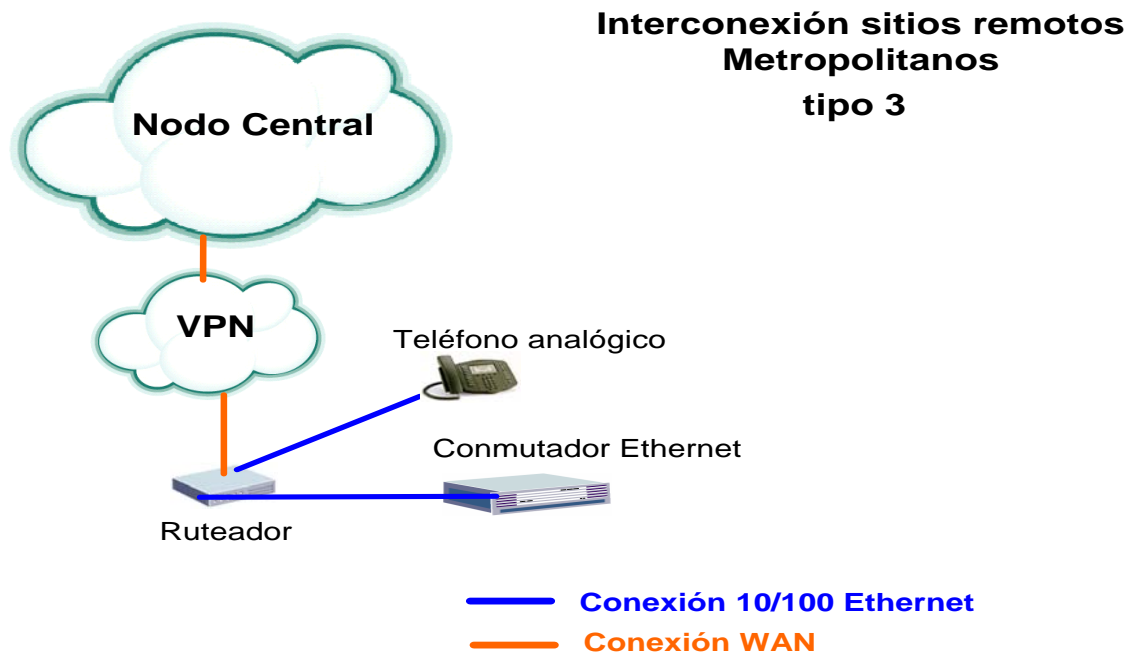 Interconexión sitios remotos
Metropolitanos
tipo 3
Nodo Central
VPN
Teléfono analógico
Conmutador Ethernet
Ruteador
Conexión 10/100 Ethernet
Conexión WAN